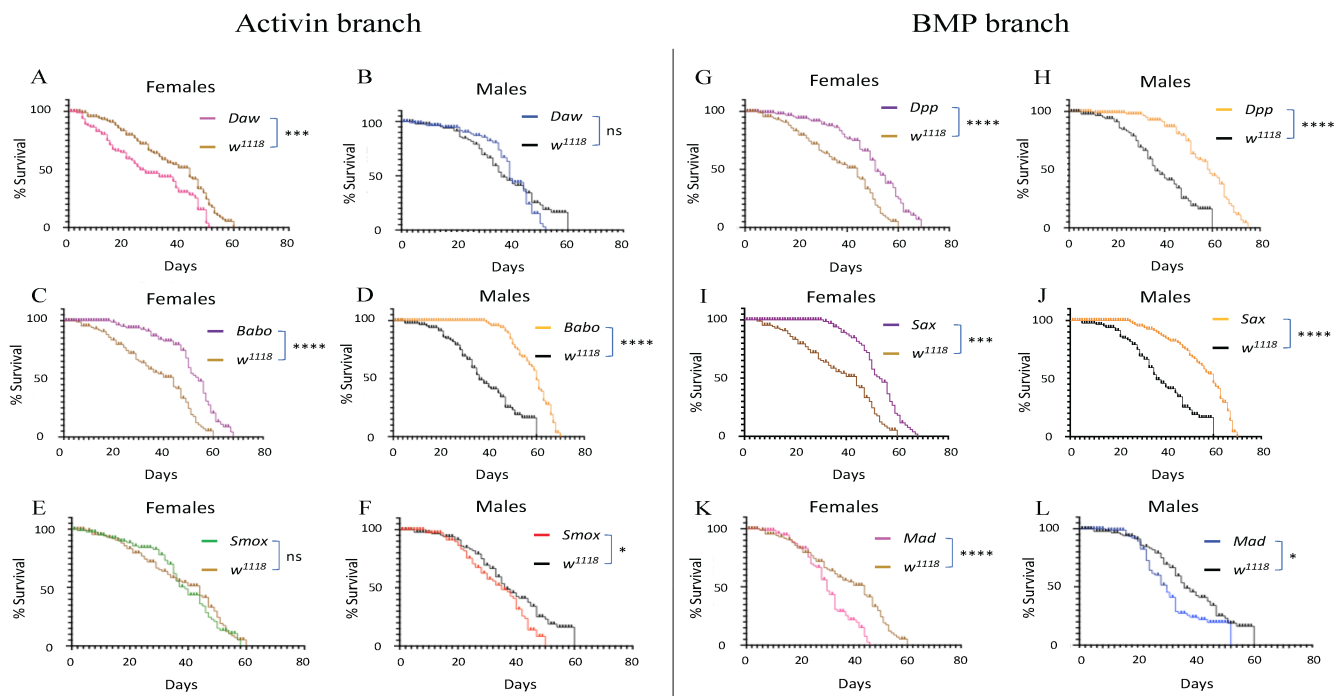 Activin branch
BMP branch
A
Females
100
50
0
% Survival
0 20 40 60 80
Days
Daw
w1118
***
B
Males
100
50
0
% Survival
0 20 40 60 80
Days
Daw
w1118
ns
G
Females
100
50
0
% Survival
0 20 40 60 80
Days
Dpp
w1118
****
H
Males
100
50
0
% Survival
0 20 40 60 80
Days
Dpp
w1118
****
C
Females
100
50
0
% Survival
0 20 40 60 80
Days
Babo
w1118
****
D
Males
100
50
0
% Survival
0 20 40 60 80
Days
Babo
w1118
****
I
Females
100
50
0
% Survival
0 20 40 60 80
Days
Sax
w1118
***
J
Males
100
50
0
% Survival
0 20 40 60 80
Days
Sax
w1118
****
E
Females
100
50
0
% Survival
0 20 40 60 80
Days
Smox
w1118
ns
F
Males
100
50
0
% Survival
0 20 40 60 80
Days
Smox
w1118
*
K
Females
100
50
0
% Survival
0 20 40 60 80
Days
Mad
w1118
****
L
Males
100
50
0
% Survival
0 20 40 60 80
Days
Mad
w1118
*